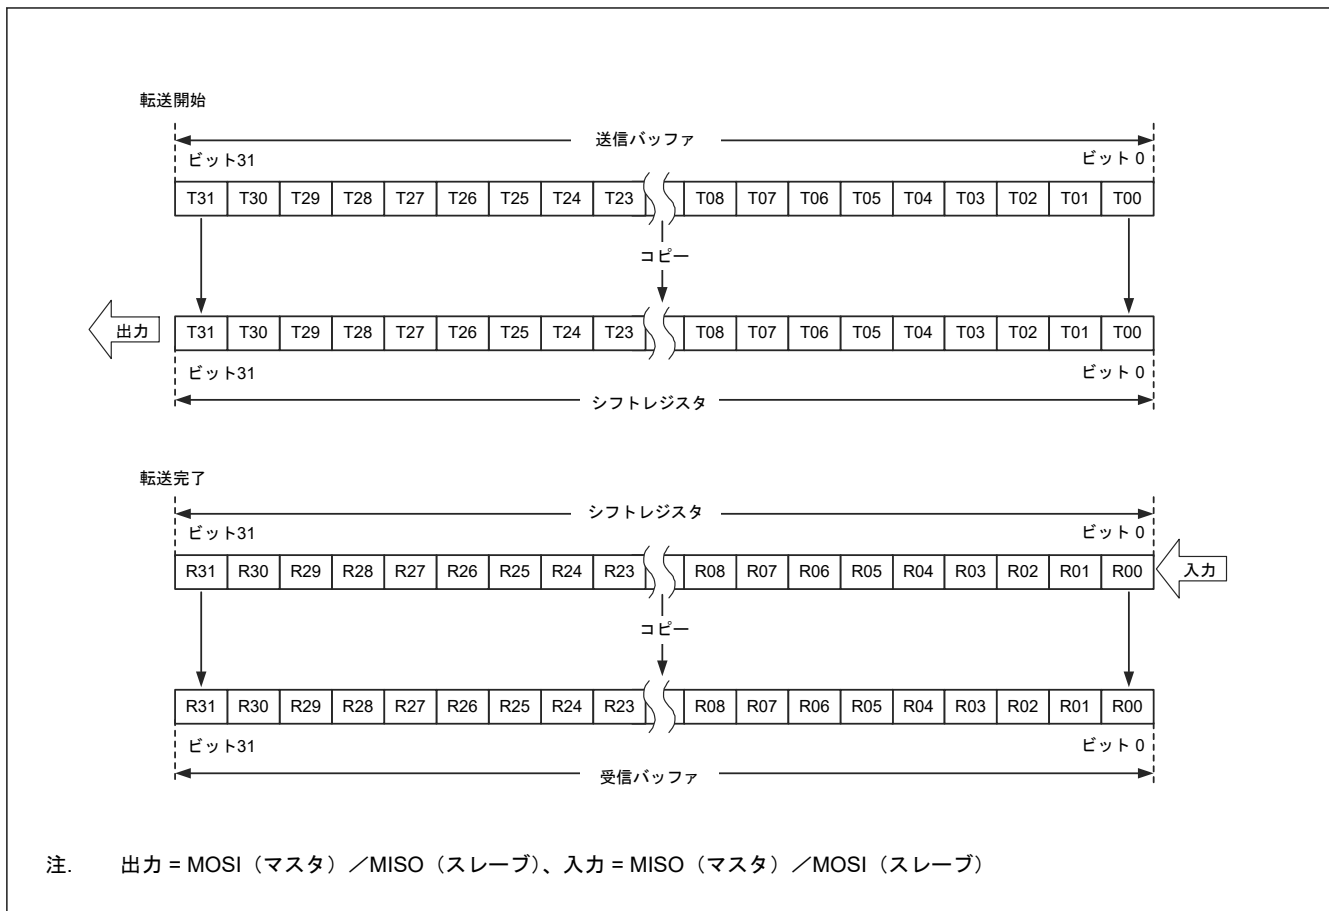 転送開始
送信バッファ
ビット31 ビット 0
T31 T30 T29 T28 T27 T26 T25 T24 T23 T08 T07 T06 T05 T04 T03 T02 T01 T00
コピー
出力 T31 T30 T29 T28 T27 T26 T25 T24 T23 T08 T07 T06 T05 T04 T03 T02 T01 T00
ビット31 ビット 0
シフトレジスタ
転送完了
シフトレジスタ
ビット31 ビット 0
R31 R30 R29 R28 R27 R26 R25 R24 R23 R08 R07 R06 R05 R04 R03 R02 R01 R00 入力
コピー
R31 R30 R29 R28 R27 R26 R25 R24 R23 R08 R07 R06 R05 R04 R03 R02 R01 R00
ビット31 ビット 0
受信バッファ
注. 出力 = MOSI（マスタ）／MISO（スレーブ）、入力 = MISO（マスタ）／MOSI（スレーブ）